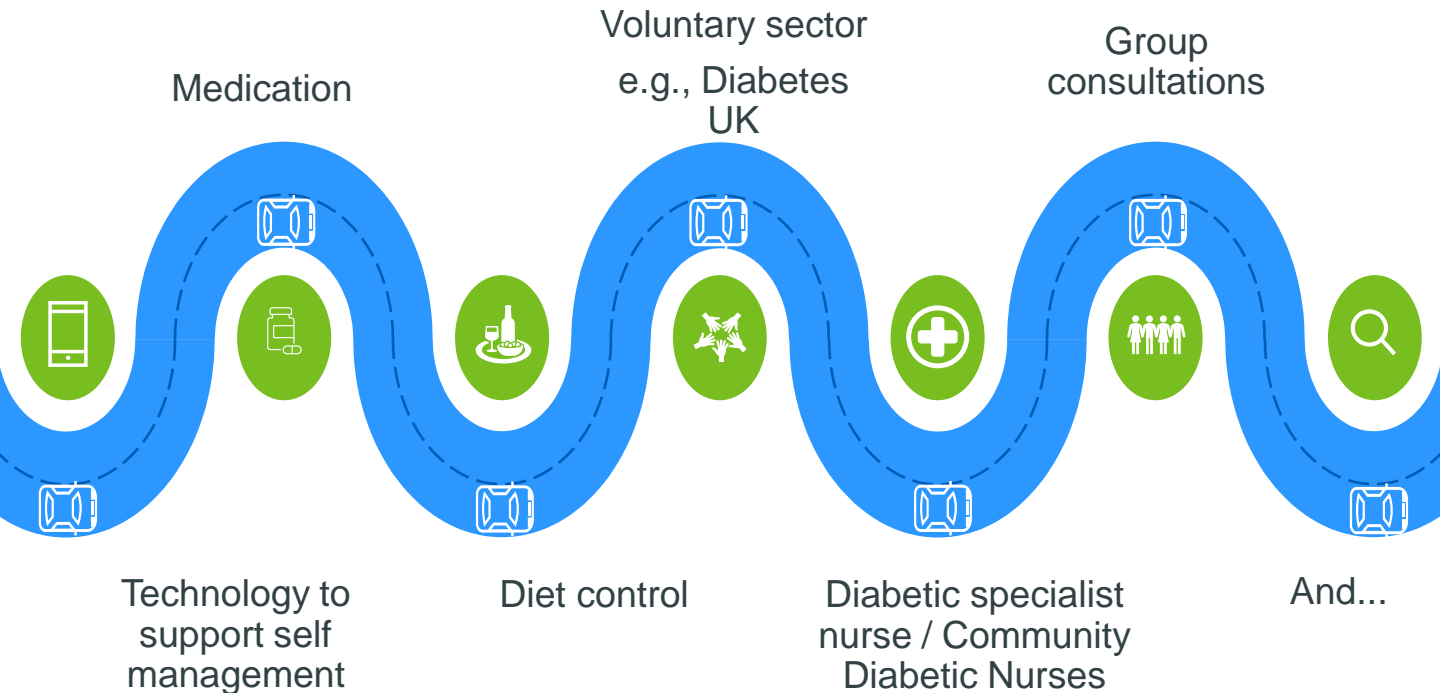 Voluntary sector
e.g., Diabetes
UK
Group
consultations
Medication
Technology to
support self
management
Diet control
Diabetic specialist
nurse / Community
Diabetic Nurses
And...